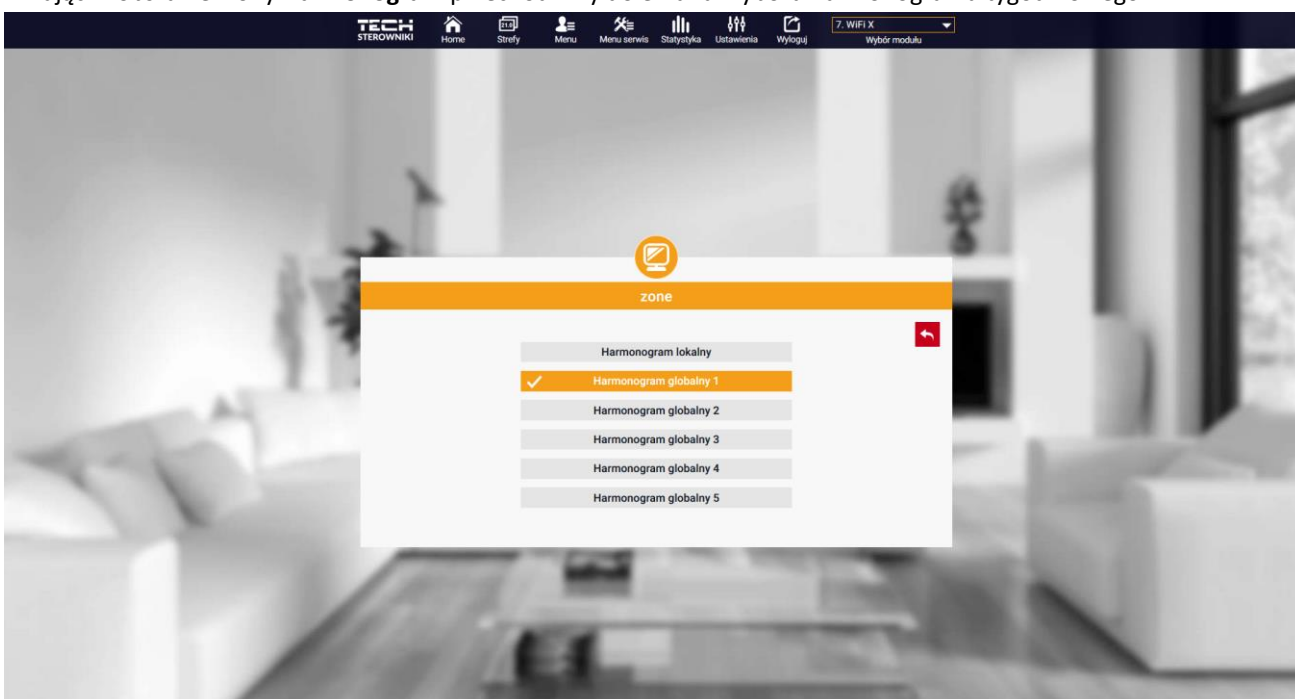 TECH
STEROWNIKI
Home
Strefy
Menu
Menu serwis
Statystyka
Ustawienia
Wyloguj
7. WIFI X
Wybór modułu
zone
Harmonogram lokalny
Harmonogram globalny 1
Harmonogram globalny 2
Harmonogram globalny 3
Harmonogram globalny 4
Harmonogram globalny 5